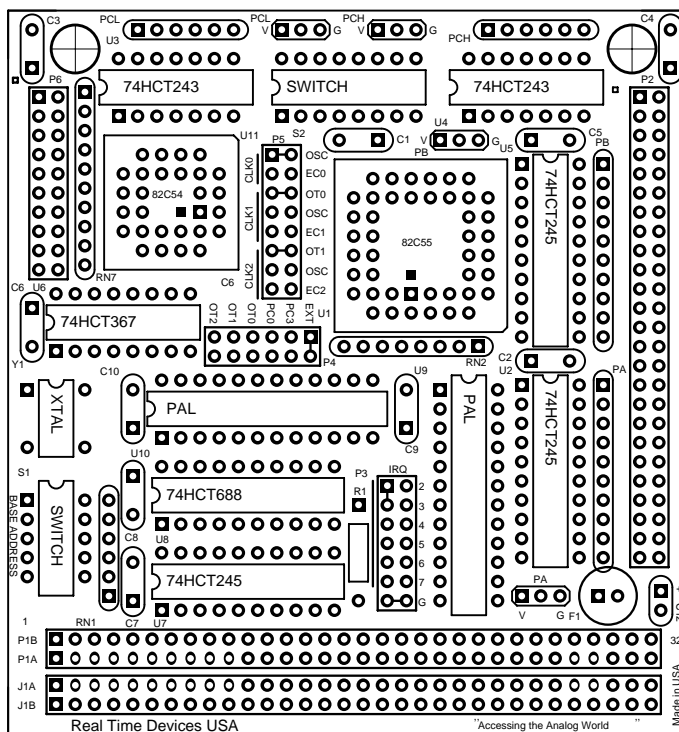 C3
PCL
PCL
V G
PCH
V G
PCH
C4
U3
P6
74HCT243
SWITCH
74HCT243
P2
U11
P5
S2
C1
U4
V G
PB
U5
C5
PB
82C54
CLK0
CLK1
CLK2
OSC
EC0
OT0
OSC
EC1
OT1
OSC
EC2
82C55
74HCT245
RN7
C6
U1
C6 U6
74HCT367
OT2
OT1
OT0
PC0
PC3
EXT
P4
RN2
C2
U2
Y1
C10
U9
PA
XTAL
PAL
PAL
74HCT245
C9
S1
U10
P3
IRQ
R1
2
3
4
5
6
7
G
BASE ADDRESS
SWITCH
74HCT688
C8
U8
74HCT245
PA
V G
F1
+
1
RN1
C7
U7
P1B
32
P1A
J1A
J1B
Made in USA
Real Time Devices USA
"Accessing the Analog World"